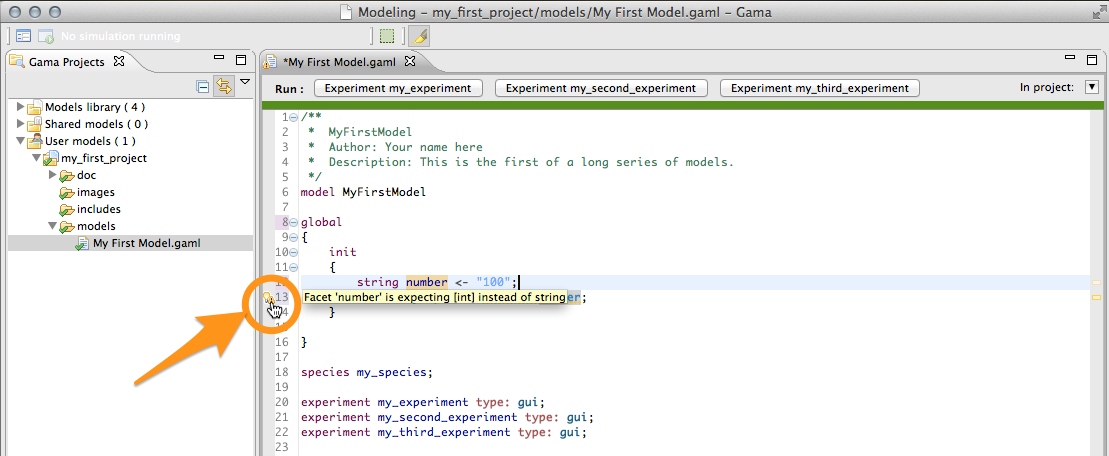 Modeling – my_first_project/models/My First Model.gaml – Gama
No simulation running
Gama Projects
*My First Model.gaml
Run :
Experiment my_experiment
Experiment my_second_experiment
Experiment my_third_experiment
In project:
Models library ( 4 )
Shared models ( 0 )
User models ( 1 )
my_first_project
doc
images
includes
models
My First Model.gaml
1 /**
2 * MyFirstModel
3 * Author: Your name here
4 * Description: This is the first of a long series of models.
5 */
6 model MyFirstModel
7
8 global
9 {
10 init
11 {
12 string number <- "100";
13 Facet 'number' is expecting [int] instead of string er;
14 }
15
16 }
17
18 species my_species;
19
20 experiment my_experiment type: gui;
21 experiment my_second_experiment type: gui;
22 experiment my_third_experiment type: gui;
23